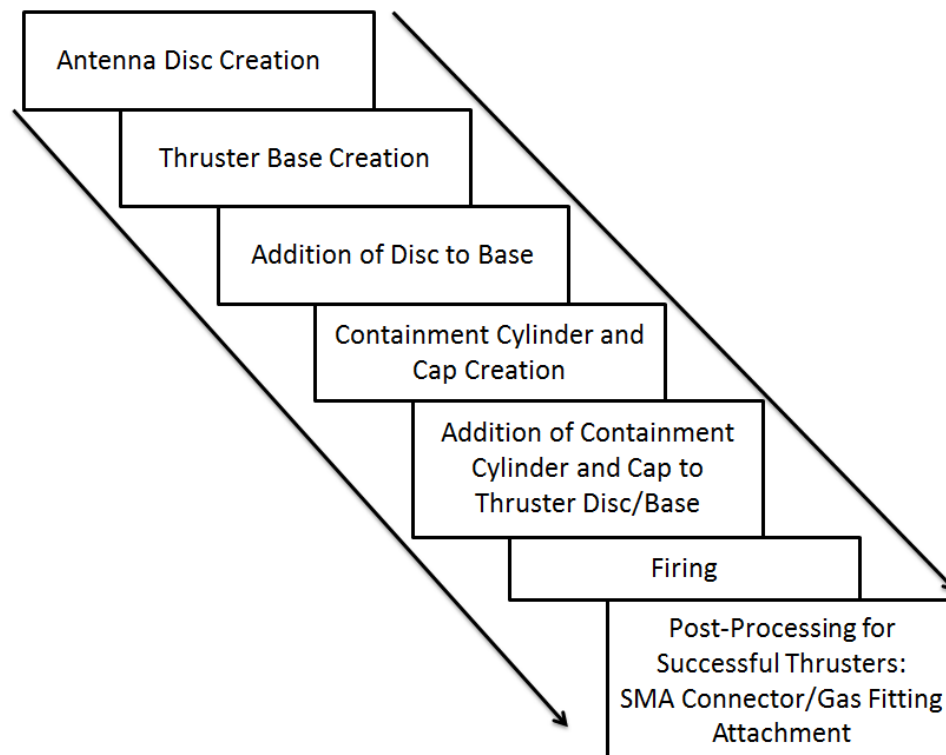 Antenna Disc Creation
Thruster Base Creation
Addition of Disc to Base
Containment Cylinder and
Cap Creation
Addition of Containment
Cylinder and Cap to
Thruster Disc/Base
Firing
Post-Processing for
Successful Thrusters:
SMA Connector/Gas Fitting
Attachment